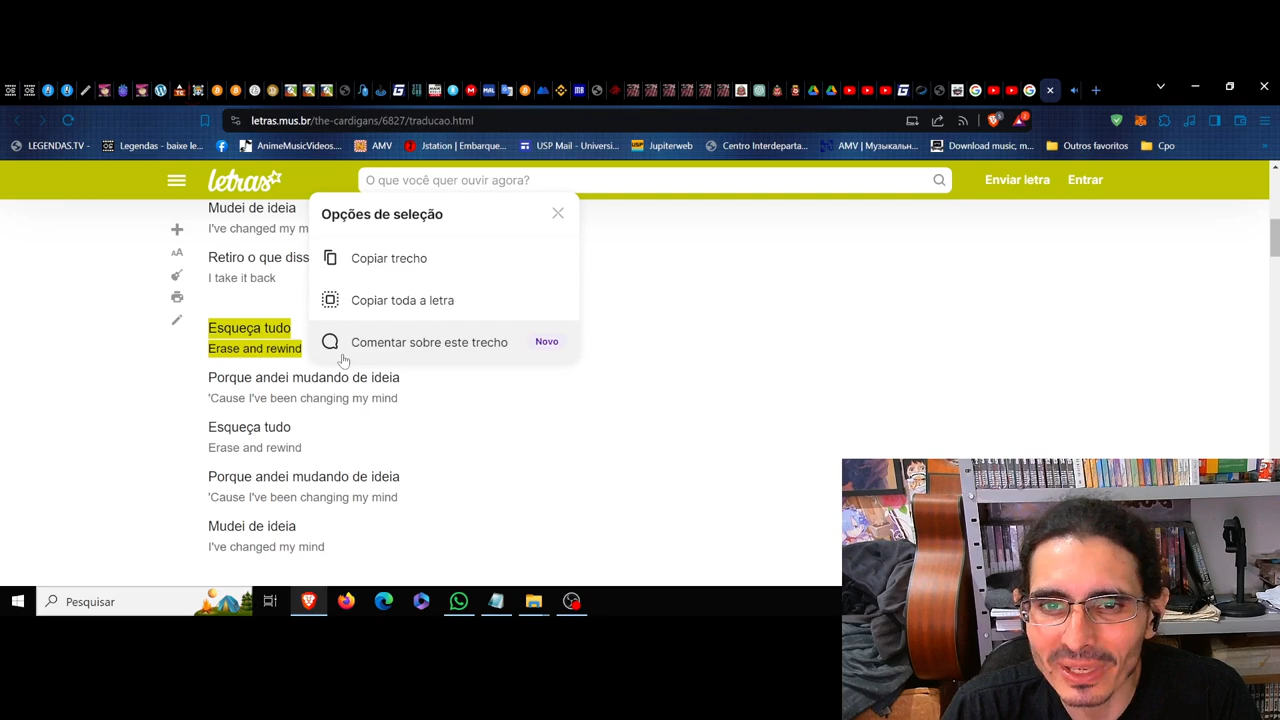 letras.mus.br/the-cardigans/6827/traducao.html
LEGENDAS.TV - Legendas - baixe le... AnimeMusicVideos.... AMV Jstation | Embarque... USP Mail - Universi... Jupiterweb Centro Interdeparta... AMV | Музыкальн... Download music, m... Outros favoritos Cpo
letras O que você quer ouvir agora? Enviar letra Entrar
Mudei de ideia
I've changed my m
Retiro o que diss
I take it back
Opções de seleção
Copiar trecho
Copiar toda a letra
Comentar sobre este trecho Novo
Esqueça tudo
Erase and rewind
Porque andei mudando de ideia
'Cause I've been changing my mind
Esqueça tudo
Erase and rewind
Porque andei mudando de ideia
'Cause I've been changing my mind
Mudei de ideia
I've changed my mind
Pesquisar